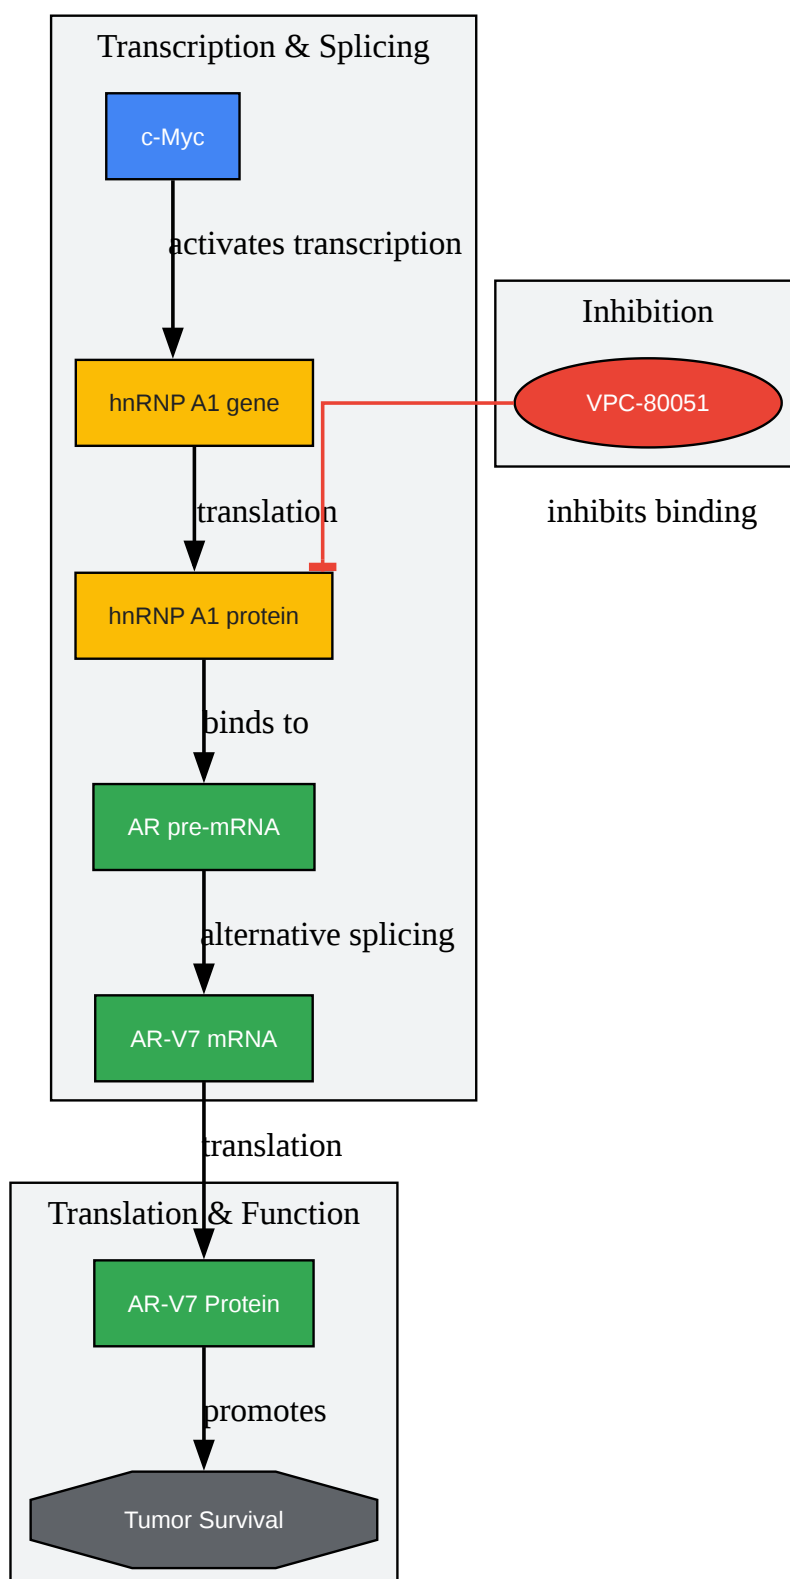 Transcription & Splicing
c-Myc
activates transcription
Inhibition
hnRNP A1 gene
VPC-80051
translation
inhibits binding
hnRNP A1 protein
binds to
AR pre-mRNA
alternative splicing
AR-V7 mRNA
translation
Translation & Function
AR-V7 Protein
promotes
Tumor Survival